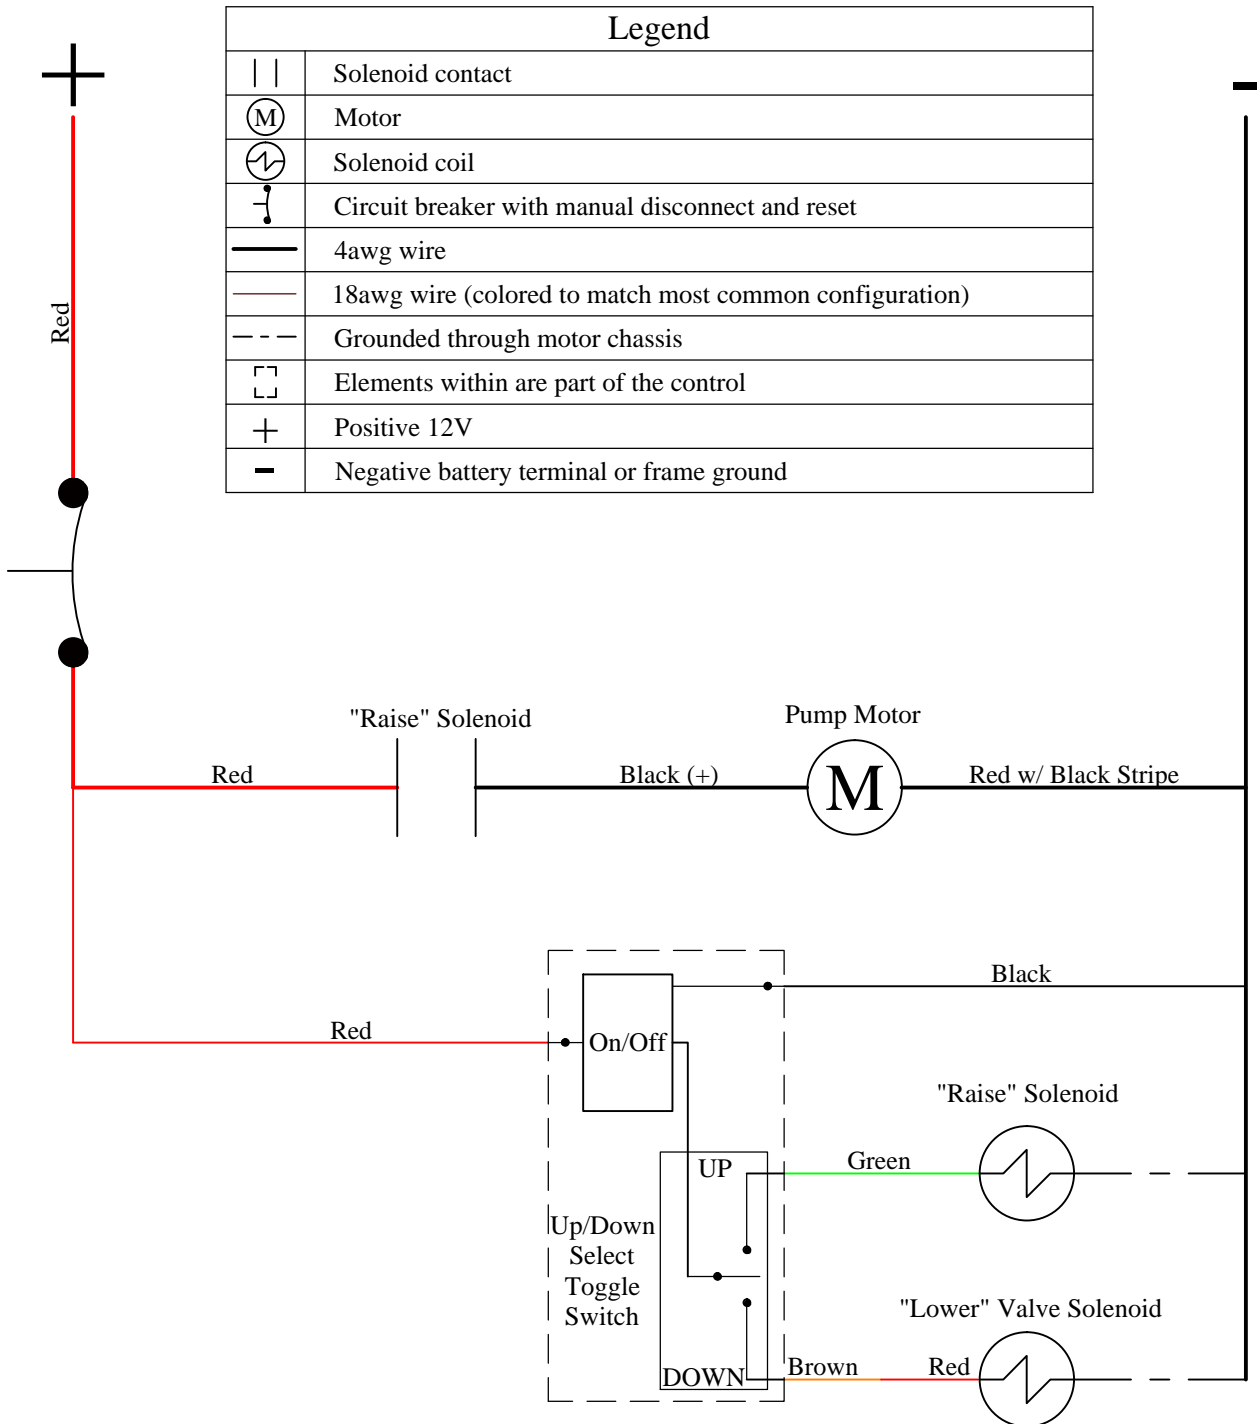 Legend
Solenoid contact
M Motor
Solenoid coil
Circuit breaker with manual disconnect and reset
4awg wire
18awg wire (colored to match most common configuration)
Grounded through motor chassis
Elements within are part of the control
+ Positive 12V
- Negative battery terminal or frame ground
+
-
Red
"Raise" Solenoid
Pump Motor
Red
Black (+)
M
Red w/ Black Stripe
Black
Red
On/Off
"Raise" Solenoid
UP
Green
Up/Down
Select
Toggle
Switch
"Lower" Valve Solenoid
DOWN
Brown
Red